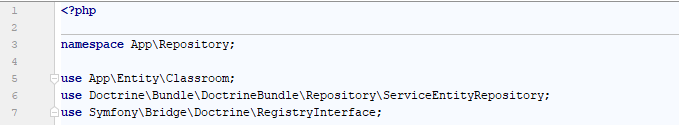 1 <?php
2
3 namespace App\Repository;
4
5 use App\Entity\Classroom;
6 use Doctrine\Bundle\DoctrineBundle\Repository\ServiceEntityRepository;
7 use Symfony\Bridge\Doctrine\RegistryInterface;